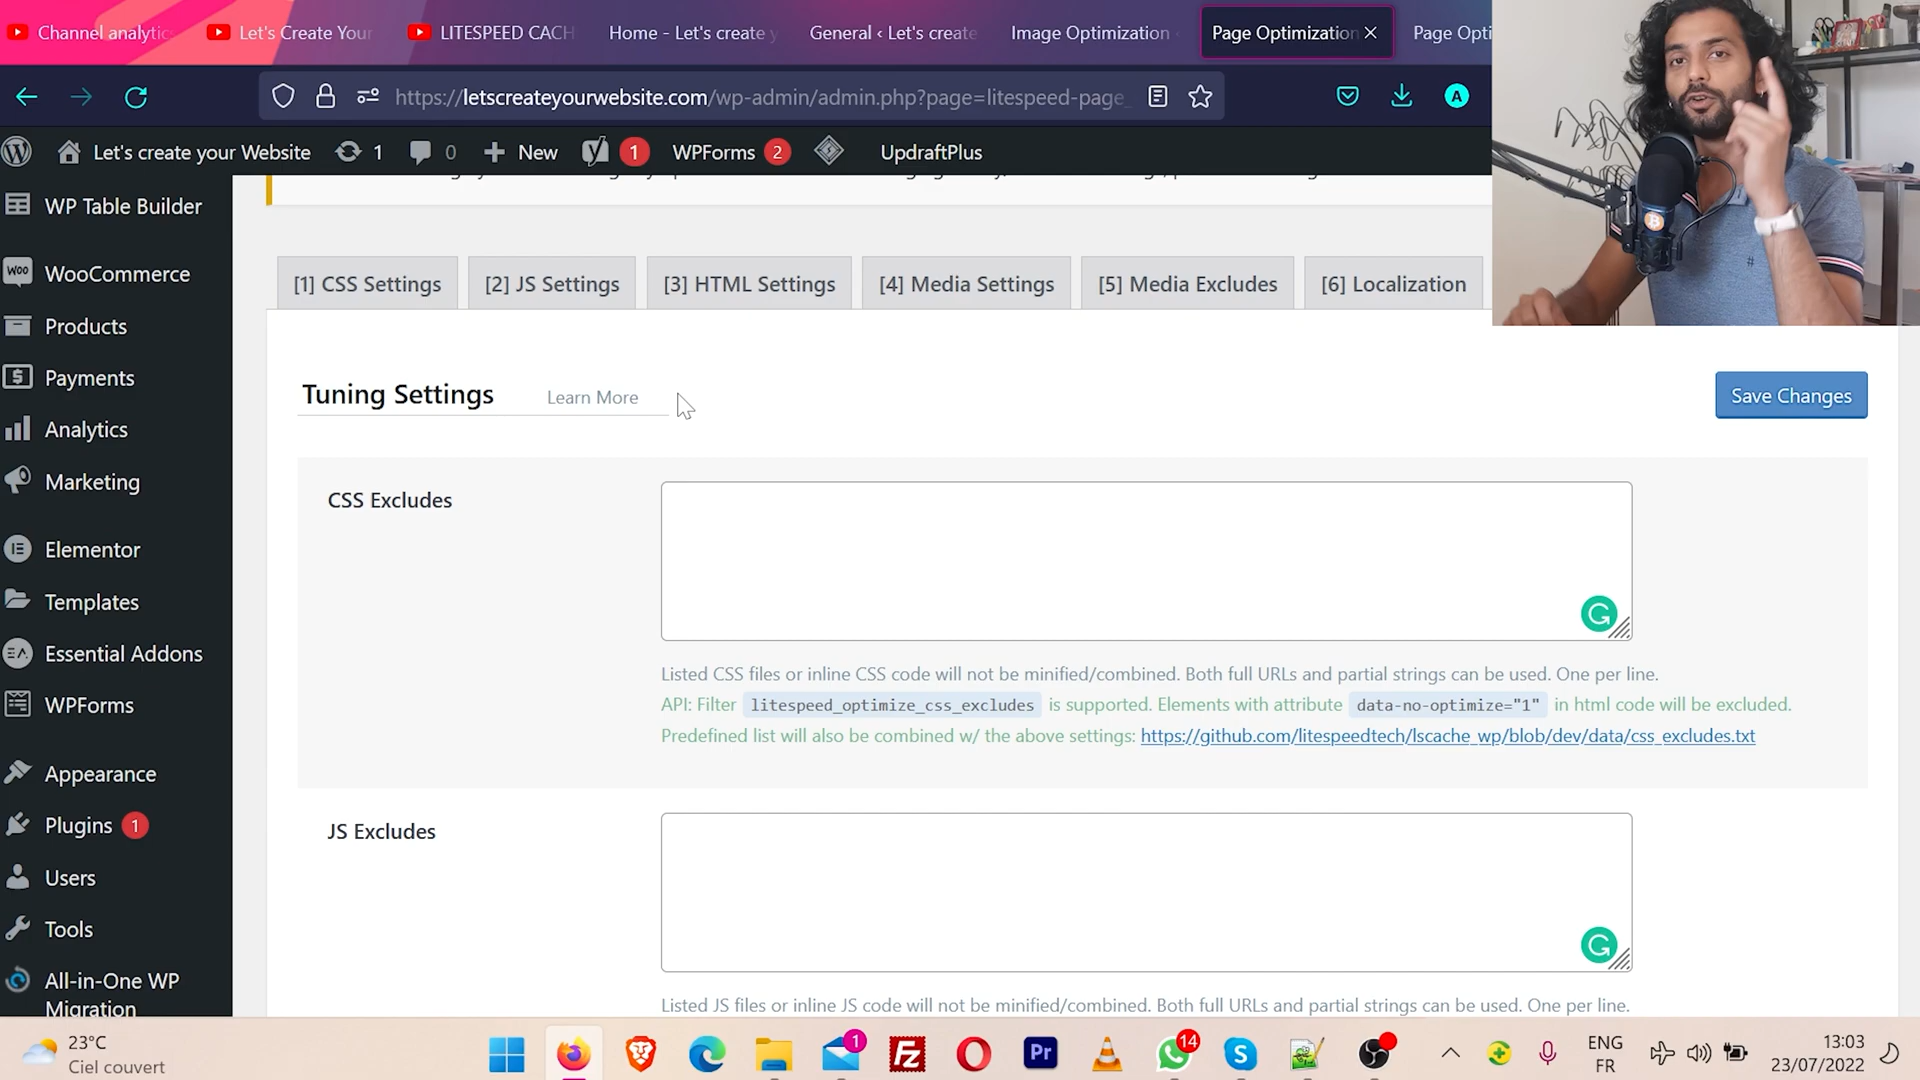 Channel analytic
Let's Create Your
LITESPEED CACH
Home - Let's create y
General ‹ Let's create
Image Optimization ‹
Page Optimization
Page Opti
https://letscreateyourwebsite.com/wp-admin/admin.php?page=litespeed-page_
A
Let's create your Website
1
0
New
1
WPForms 2
UpdraftPlus
WP Table Builder
WooCommerce
Products
Payments
Analytics
Marketing
Elementor
Templates
Essential Addons
WPForms
Appearance
Plugins 1
Users
Tools
All-in-One WP
Migration
[1] CSS Settings
[2] JS Settings
[3] HTML Settings
[4] Media Settings
[5] Media Excludes
[6] Localization
Tuning Settings
Learn More
Save Changes
CSS Excludes
Listed CSS files or inline CSS code will not be minified/combined. Both full URLs and partial strings can be used. One per line.
API: Filter litespeed_optimize_css_excludes is supported. Elements with attribute data-no-optimize="1" in html code will be excluded.
Predefined list will also be combined w/ the above settings: https://github.com/litespeedtech/lscache_wp/blob/dev/data/css_excludes.txt
JS Excludes
Listed JS files or inline JS code will not be minified/combined. Both full URLs and partial strings can be used. One per line.
23°C
Ciel couvert
1
14
ENG
FR
13:03
23/07/2022